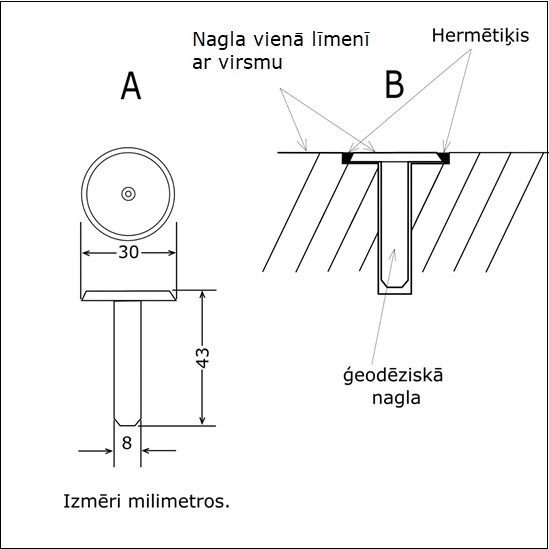 Nagla vienā līmenī
ar virsmu
Hermētiķis
A
B
30
43
8
ģeodēziskā
nagla
Izmēri milimetros.